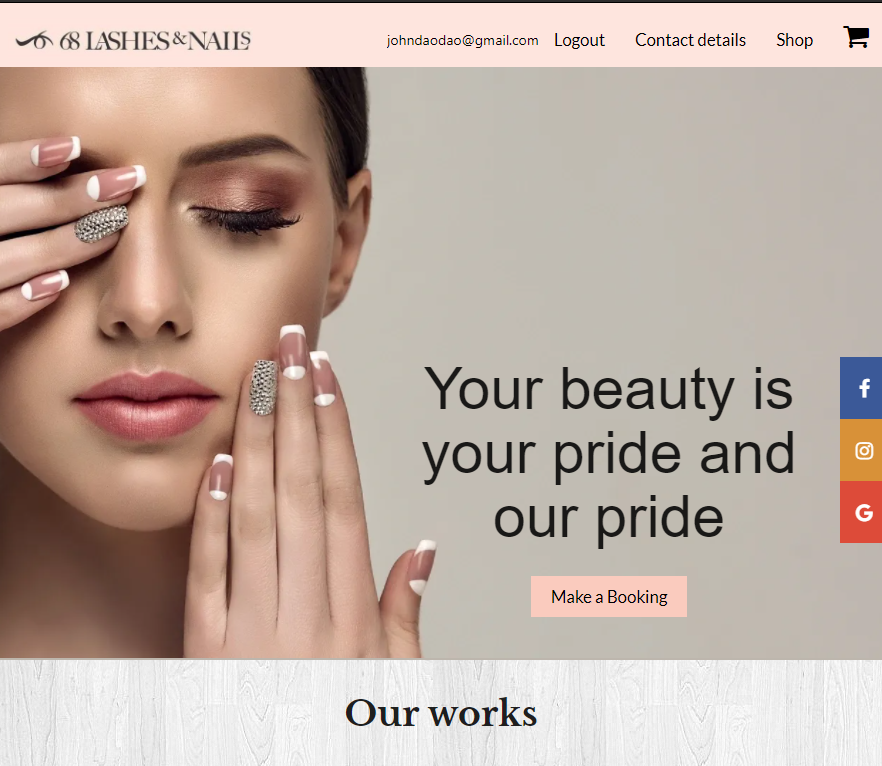 68 LASHES & NAILS
johndaodao@gmail.com Logout Contact details Shop
Your beauty is
your pride and
our pride
Make a Booking
Our works